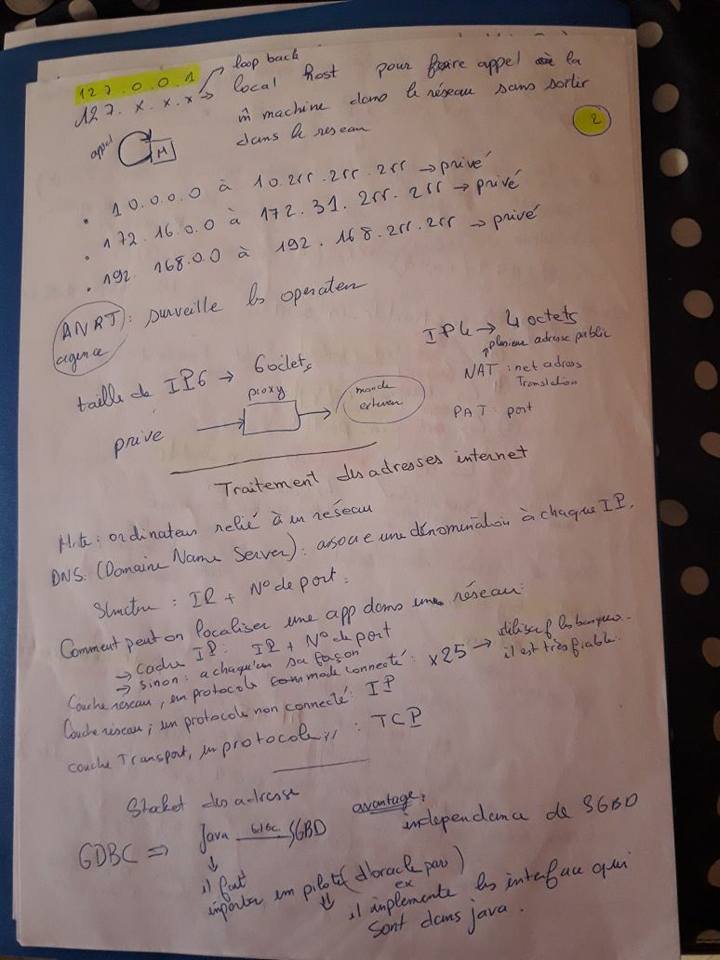 127.0.0.1
loop back
127.x.x.x → local host pour faire appel à la
m̂ machine dans le réseau sans sortir
dans le reseau
2
appel
M
• 10.0.0.0 à 10.255.255.255 → privé
• 172.16.0.0 à 172.31.255.255 → privé
• 192.168.0.0 à 192.168.255.255 → privé
ANRT : surveille les operateu
agence
IP4 → 4 octets
plusieurs adresse public
NAT : net adress
Translation
PAT : port
taille de IP6 → 6 octets
proxy
privé
monde
extérieur
Traitement des adresses internet
Hote : ordinateur relié à un réseau
DNS (Domaine Name Server) : associe une dénomination à chaque IP.
Structure : IP + N° de port.
Comment peut on localiser une app dans une réseau :
→ Cadre IP : IP + N° de port
→ sinon : a chaqu'un sa façon
Couche réseau, un protocole com mode connecté : x25 → utiliser les banques
il est très fiable.
Couche réseau ; un protocole non connecté : IP
couche Transport, un protocole // : TCP
des adresse
GDBC ⇒ Java SGBD
avantage :
independance de SGBD
il faut
importer un pilote (d'oracle par
ex)
il implemente les interface qui
sont dans java.